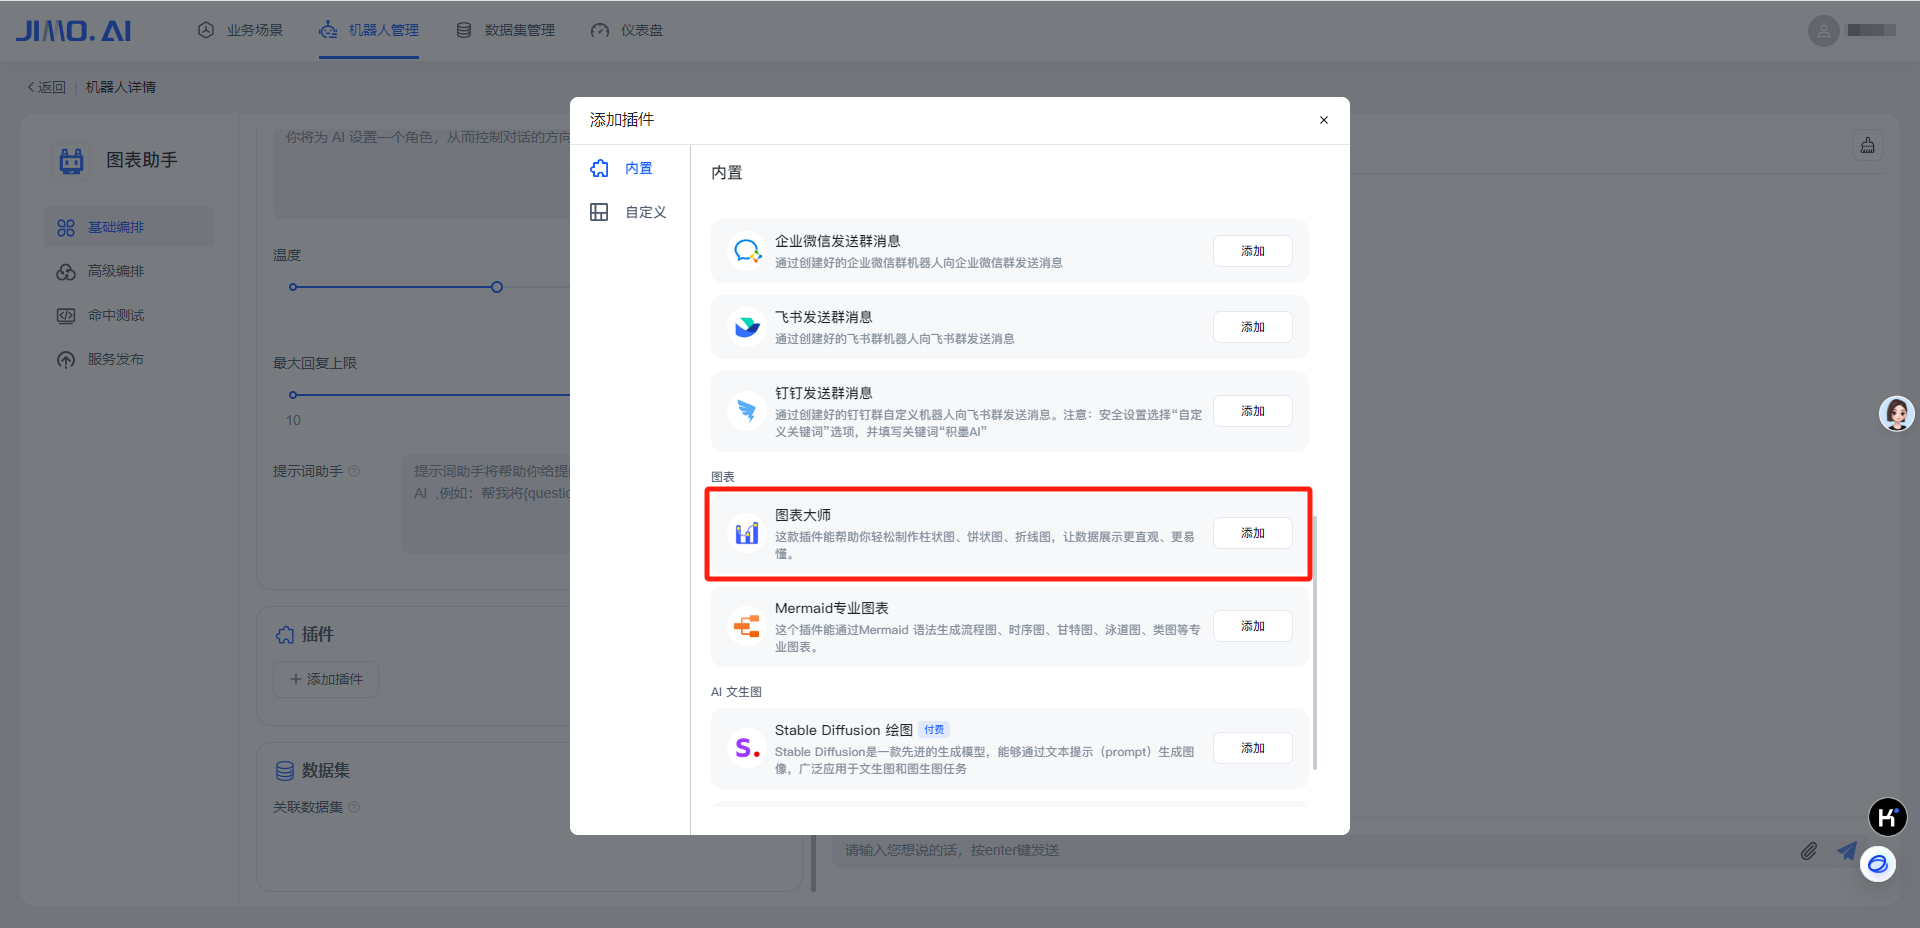 JIMO.AI
业务场景
机器人管理
数据集管理
仪表盘
返回 | 机器人详情
图表助手
基础编排
高级编排
命中测试
服务发布
你将为 AI 设置一个角色，从而控制对话的方向
温度
最大回复上限
10
提示词助手
提示词助手将帮助你给提
AI ,例如：帮我将{questio
插件
添加插件
数据集
关联数据集
添加插件
内置
自定义
内置
企业微信发送群消息
通过创建好的企业微信群机器人向企业微信群发送消息
添加
飞书发送群消息
通过创建好的飞书群机器人向飞书群发送消息
添加
钉钉发送群消息
通过创建好的钉钉群自定义机器人向飞书群发送消息。注意：安全设置选择“自定
义关键词”选项，并填写关键词“积墨AI”
添加
图表
图表大师
这款插件能帮助你轻松制作柱状图、饼状图、折线图，让数据展示更直观、更易
懂。
添加
Mermaid专业图表
这个插件能通过Mermaid 语法生成流程图、时序图、甘特图、泳道图、类图等专
业图表。
添加
AI 文生图
Stable Diffusion 绘图 付费
Stable Diffusion是一款先进的生成模型，能够通过文本提示（prompt）生成图
像，广泛应用于文生图和图生图任务
添加
请输入您想说的话，按enter键发送